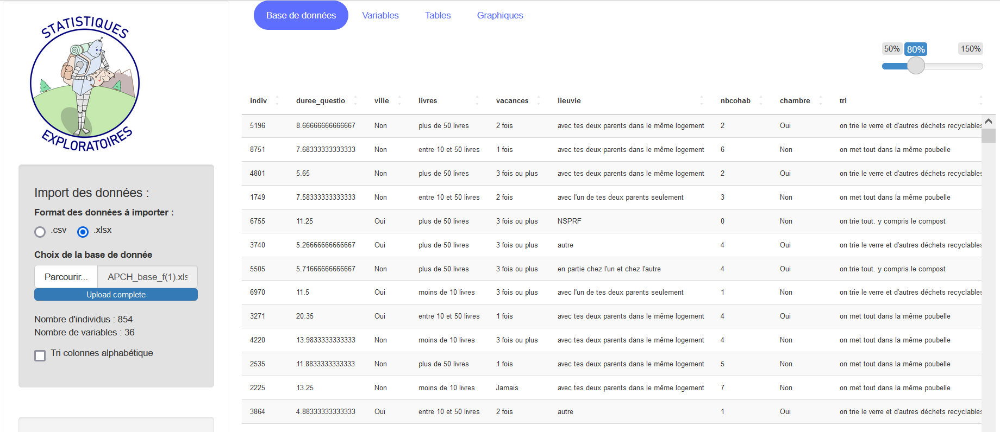 STATISTIQUES
EXPLORATOIRES
Import des données :
Format des données à importer :
.csv .xlsx
Choix de la base de donnée
Parcourir... APCH_base_f(1).xls
Upload complete
Nombre d'individus : 854
Nombre de variables : 36
Tri colonnes alphabétique
Base de données Variables Tables Graphiques
50% 80% 150%
indiv duree_questio ville livres vacances lieuvie nbcohab chambre tri
5196 8.66666666666667 Non plus de 50 livres 2 fois avec tes deux parents dans le même logement 2 Oui on trie le verre et d'autres déchets recyclables
8751 7.68333333333333 Non entre 10 et 50 livres 1 fois avec tes deux parents dans le même logement 6 Non on met tout dans la même poubelle
4801 5.65 Non plus de 50 livres 3 fois ou plus avec tes deux parents dans le même logement 2 Oui on trie le verre et d'autres déchets recyclables
1749 7.58333333333333 Non entre 10 et 50 livres 2 fois avec l'un de tes deux parents seulement 3 Non on met tout dans la même poubelle
6755 11.25 Oui plus de 50 livres 3 fois ou plus NSPRF 0 Non on trie tout. y compris le compost
3740 5.26666666666667 Oui plus de 50 livres 3 fois ou plus autre 4 Oui on trie le verre et d'autres déchets recyclables
5505 5.71666666666667 Non plus de 50 livres 3 fois ou plus en partie chez l'un et chez l'autre 4 Oui on trie tout. y compris le compost
6970 11.5 Oui moins de 10 livres 3 fois ou plus avec l'un de tes deux parents seulement 1 Non on trie le verre et d'autres déchets recyclables
3271 20.35 Oui entre 10 et 50 livres 1 fois avec tes deux parents dans le même logement 4 Oui on met tout dans la même poubelle
4220 13.9833333333333 Non moins de 10 livres 3 fois ou plus avec tes deux parents dans le même logement 4 Non on met tout dans la même poubelle
2535 11.8833333333333 Non plus de 50 livres 1 fois avec tes deux parents dans le même logement 5 Non on met tout dans la même poubelle
2225 13.25 Non moins de 10 livres Jamais avec tes deux parents dans le même logement 7 Non on met tout dans la même poubelle
3864 4.88333333333333 Oui entre 10 et 50 livres 2 fois autre 1 Oui on trie le verre et d'autres déchets recyclables